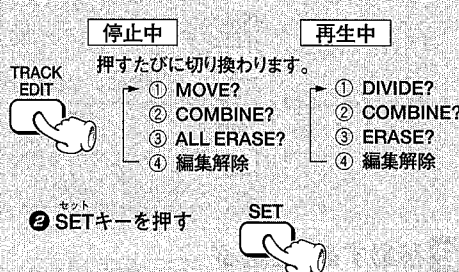 停止中
再生中
押すたびに切り換わります。
TRACK
EDIT
① MOVE?
② COMBINE?
③ ALL ERASE?
④ 編集解除
① DIVIDE?
② COMBINE?
③ ERASE?
④ 編集解除
セット
❷ SETキーを押す
SET